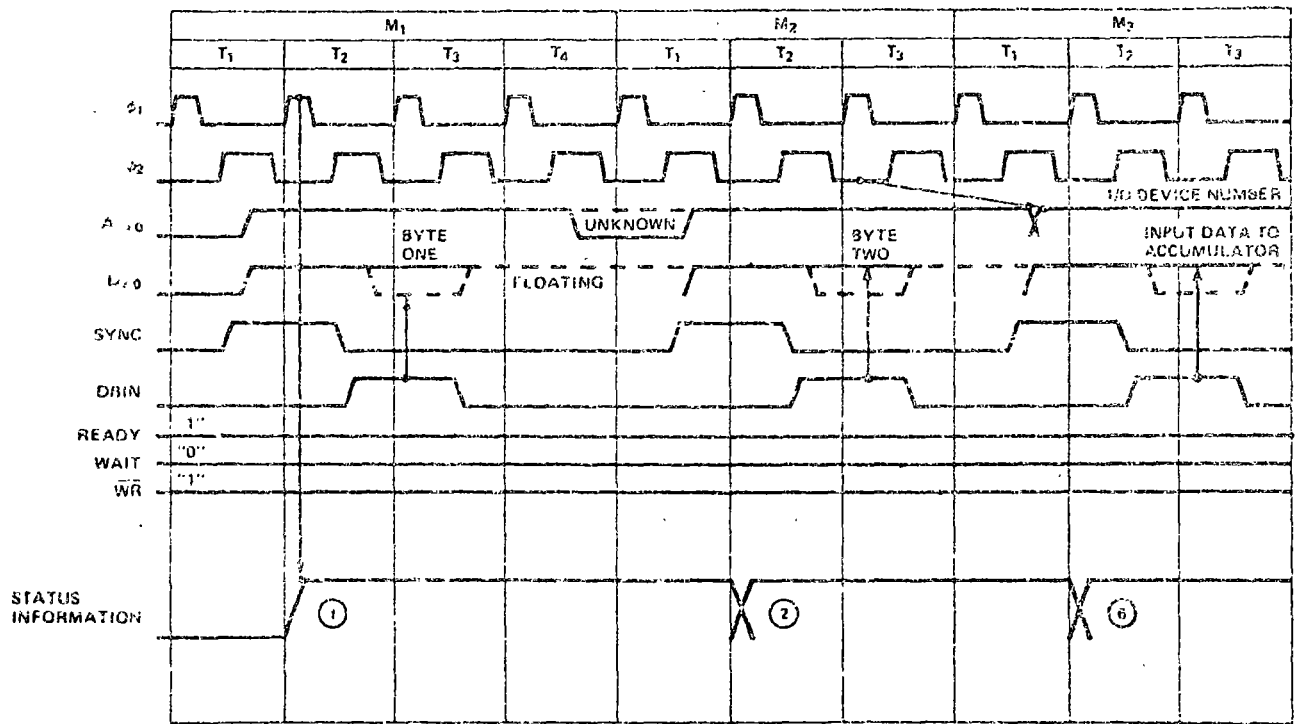 M₁ M₂ M₃
T₁ T₂ T₃ T₄ T₁ T₂ T₃ T₁ T₂ T₃
ϕ₁
ϕ₂
I/O DEVICE NUMBER
UNKNOWN
BYTE ONE
BYTE TWO
INPUT DATA TO ACCUMULATOR
FLOATING
SYNC
DBIN
READY "1"
WAIT "0"
W̅R̅ "1"
STATUS
INFORMATION
1 2 6